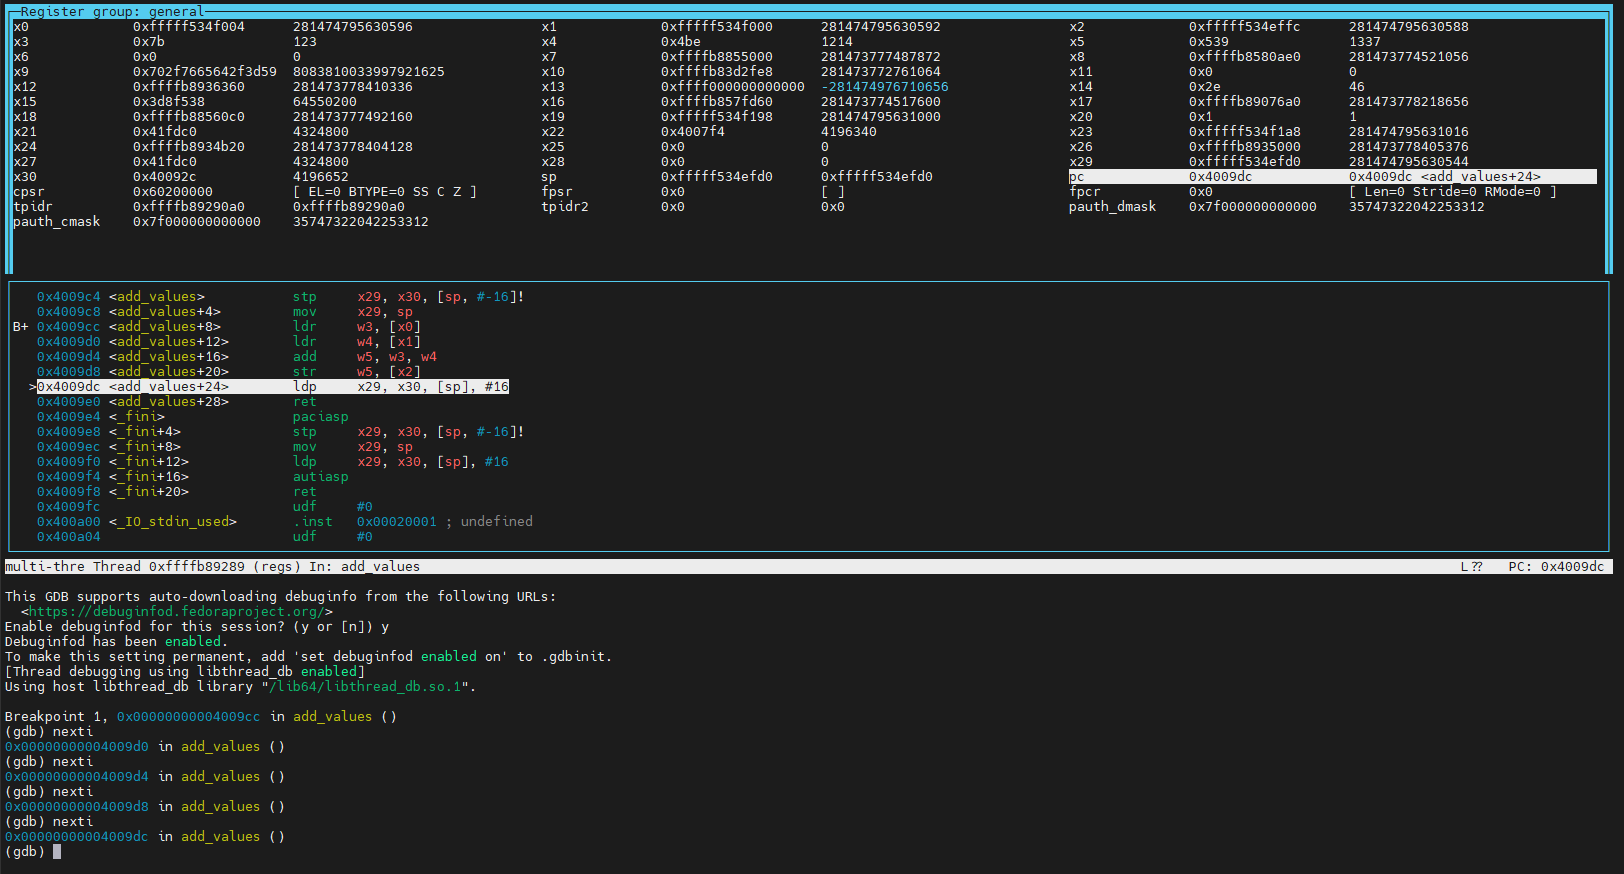 Register group: general
x0 0xfffff534f004 281474795630596 x1 0xfffff534f000 281474795630592 x2 0xfffff534effc 281474795630588
x3 0x7b 123 x4 0x4be 1214 x5 0x539 1337
x6 0x0 0 x7 0xffffb8855000 281473777487872 x8 0xffffb8580ae0 281473774521056
x9 0x702f7665642f3d59 8083810033997921625 x10 0xffffb83d2fe8 281473772761064 x11 0x0 0
x12 0xffffb8936360 281473778410336 x13 0xffff000000000000 -281474976710656 x14 0x2e 46
x15 0x3d8f538 64550200 x16 0xffffb857fd60 281473774517600 x17 0xffffb89076a0 281473778218656
x18 0xffffb88560c0 281473777492160 x19 0xfffff534f198 281474795631000 x20 0x1 1
x21 0x41fdc0 4324800 x22 0x4007f4 4196340 x23 0xfffff534f1a8 281474795631016
x24 0xffffb8934b20 281473778404128 x25 0x0 0 x26 0xffffb8935000 281473778405376
x27 0x41fdc0 4324800 x28 0x0 0 x29 0xfffff534efd0 281474795630544
x30 0x40092c 4196652 sp 0xfffff534efd0 0xfffff534efd0 pc 0x4009dc 0x4009dc <add_values+24>
cpsr 0x60200000 [ EL=0 BTYPE=0 SS C Z ] fpsr 0x0 [ ] fpcr 0x0 [ Len=0 Stride=0 RMode=0 ]
tpidr 0xffffb89290a0 0xffffb89290a0 tpidr2 0x0 0x0 pauth_dmask 0x7f000000000000 35747322042253312
pauth_cmask 0x7f000000000000 35747322042253312
0x4009c4 <add_values> stp x29, x30, [sp, #-16]!
0x4009c8 <add_values+4> mov x29, sp
B+ 0x4009cc <add_values+8> ldr w3, [x0]
0x4009d0 <add_values+12> ldr w4, [x1]
0x4009d4 <add_values+16> add w5, w3, w4
0x4009d8 <add_values+20> str w5, [x2]
>0x4009dc <add_values+24> ldp x29, x30, [sp], #16
0x4009e0 <add_values+28> ret
0x4009e4 <_fini> paciasp
0x4009e8 <_fini+4> stp x29, x30, [sp, #-16]!
0x4009ec <_fini+8> mov x29, sp
0x4009f0 <_fini+12> ldp x29, x30, [sp], #16
0x4009f4 <_fini+16> autiasp
0x4009f8 <_fini+20> ret
0x4009fc udf #0
0x400a00 <_IO_stdin_used> .inst 0x00020001 ; undefined
0x400a04 udf #0
multi-thre Thread 0xffffb89289 (regs) In: add_values L?? PC: 0x4009dc
This GDB supports auto-downloading debuginfo from the following URLs:
<https://debuginfod.fedoraproject.org/>
Enable debuginfod for this session? (y or [n]) y
Debuginfod has been enabled.
To make this setting permanent, add 'set debuginfod enabled on' to .gdbinit.
[Thread debugging using libthread_db enabled]
Using host libthread_db library "/lib64/libthread_db.so.1".
Breakpoint 1, 0x00000000004009cc in add_values ()
(gdb) nexti
0x00000000004009d0 in add_values ()
(gdb) nexti
0x00000000004009d4 in add_values ()
(gdb) nexti
0x00000000004009d8 in add_values ()
(gdb) nexti
0x00000000004009dc in add_values ()
(gdb)